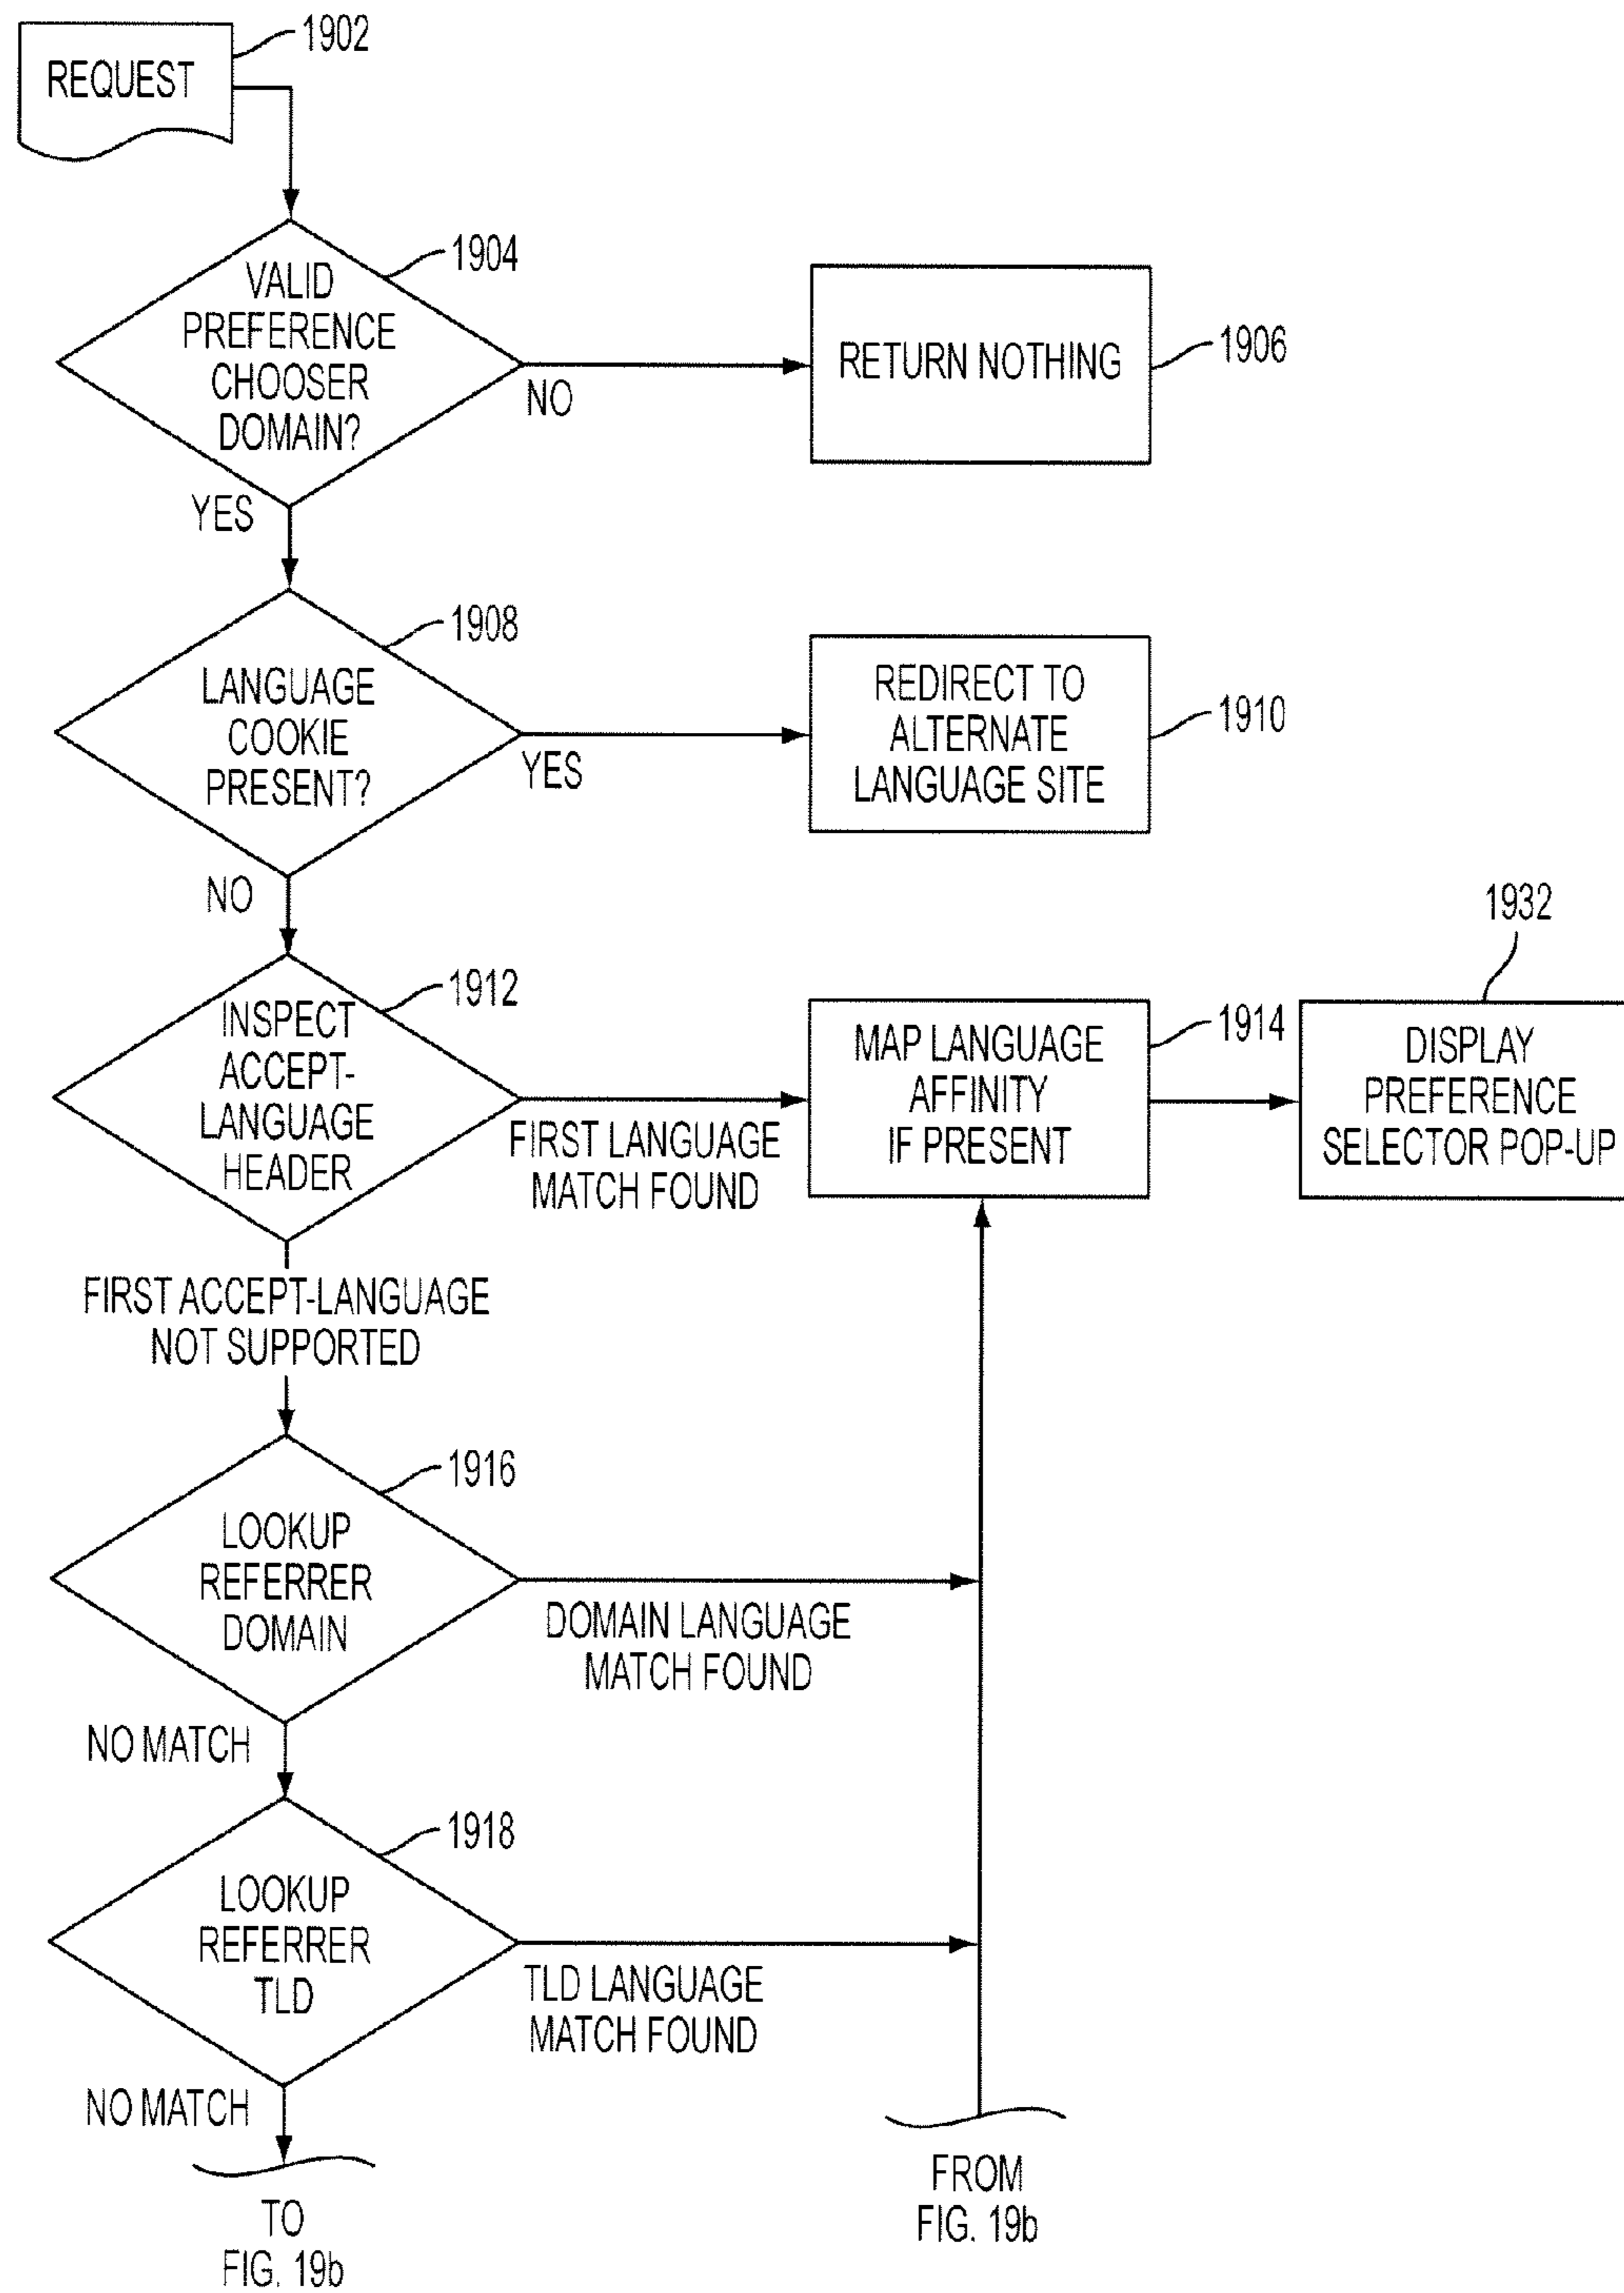 1902
REQUEST
1904
VALID
PREFERENCE
CHOOSER
DOMAIN?
NO
RETURN NOTHING
1906
YES
1908
LANGUAGE
COOKIE
PRESENT?
YES
REDIRECT TO
ALTERNATE
LANGUAGE SITE
1910
NO
1912
INSPECT
ACCEPT-
LANGUAGE
HEADER
FIRST LANGUAGE
MATCH FOUND
MAP LANGUAGE
AFFINITY
IF PRESENT
1914
1932
DISPLAY
PREFERENCE
SELECTOR POP-UP
FIRST ACCEPT-LANGUAGE
NOT SUPPORTED
1916
LOOKUP
REFERRER
DOMAIN
DOMAIN LANGUAGE
MATCH FOUND
NO MATCH
1918
LOOKUP
REFERRER
TLD
TLD LANGUAGE
MATCH FOUND
NO MATCH
TO
FIG. 19b
FROM
FIG. 19b